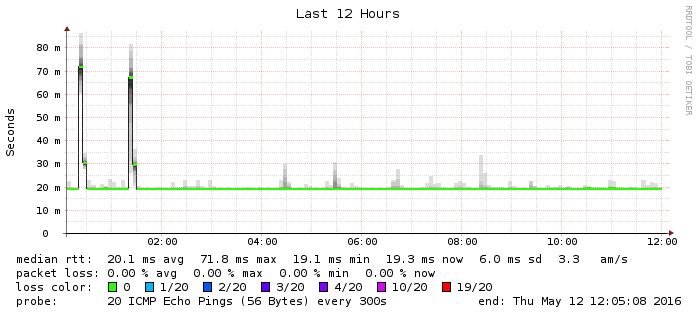 Last 12 Hours
RRDTOOL / TOBI OETIKER
Seconds
80 m
70 m
60 m
50 m
40 m
30 m
20 m
10 m
0
02:00 04:00 06:00 08:00 10:00 12:00
median rtt: 20.1 ms avg 71.8 ms max 19.1 ms min 19.3 ms now 6.0 ms sd 3.3 am/s
packet loss: 0.00 % avg 0.00 % max 0.00 % min 0.00 % now
loss color: 0 1/20 2/20 3/20 4/20 10/20 19/20
probe: 20 ICMP Echo Pings (56 Bytes) every 300s end: Thu May 12 12:05:08 2016